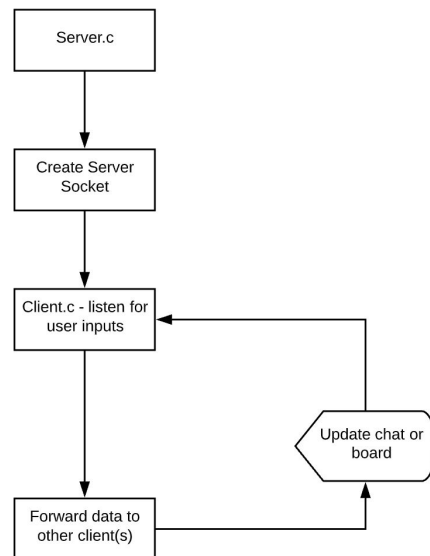 Server.c
Create Server
Socket
Client.c - listen for
user inputs
Update chat or
board
Forward data to
other client(s)